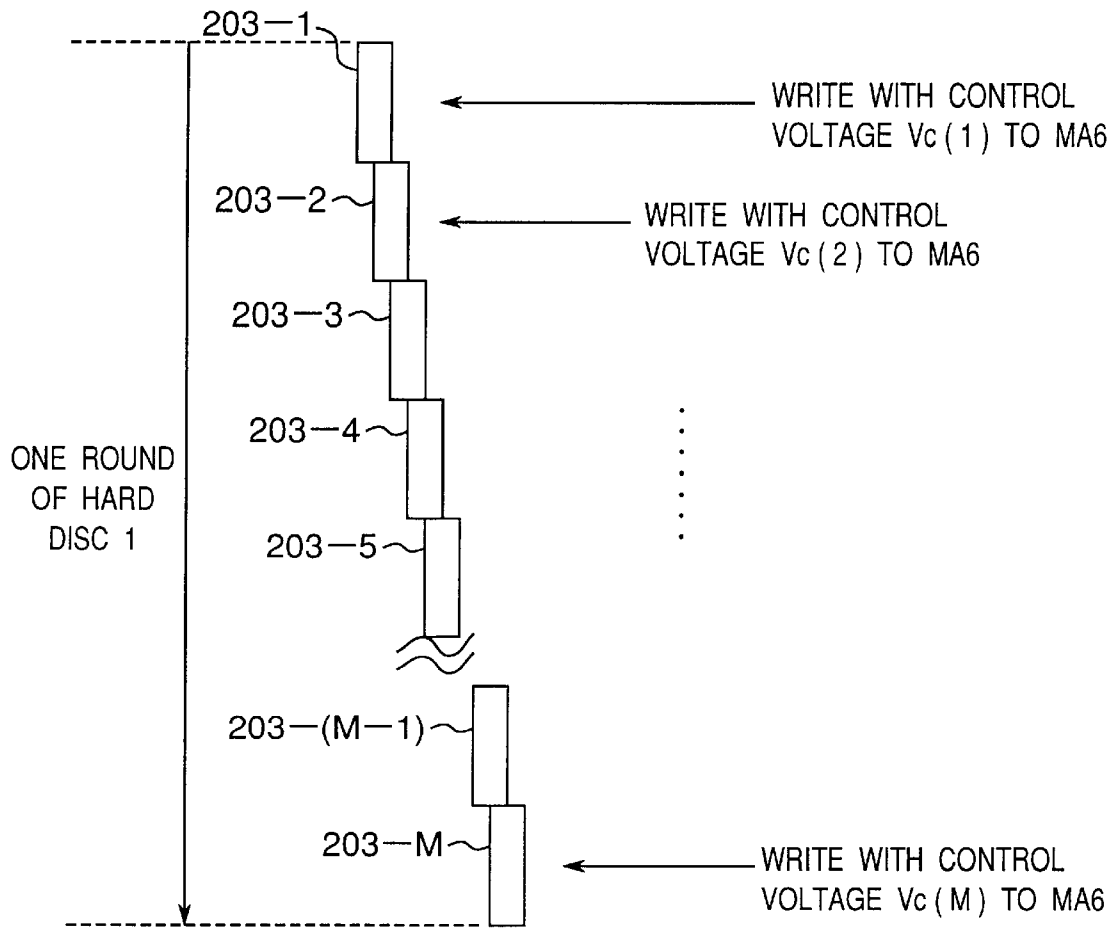 203—1
WRITE WITH CONTROL
VOLTAGE Vc(1) TO MA6
203—2
WRITE WITH CONTROL
VOLTAGE Vc(2) TO MA6
203—3
203—4
ONE ROUND
OF HARD
DISC 1
203—5
203—(M—1)
203—M
WRITE WITH CONTROL
VOLTAGE Vc(M) TO MA6